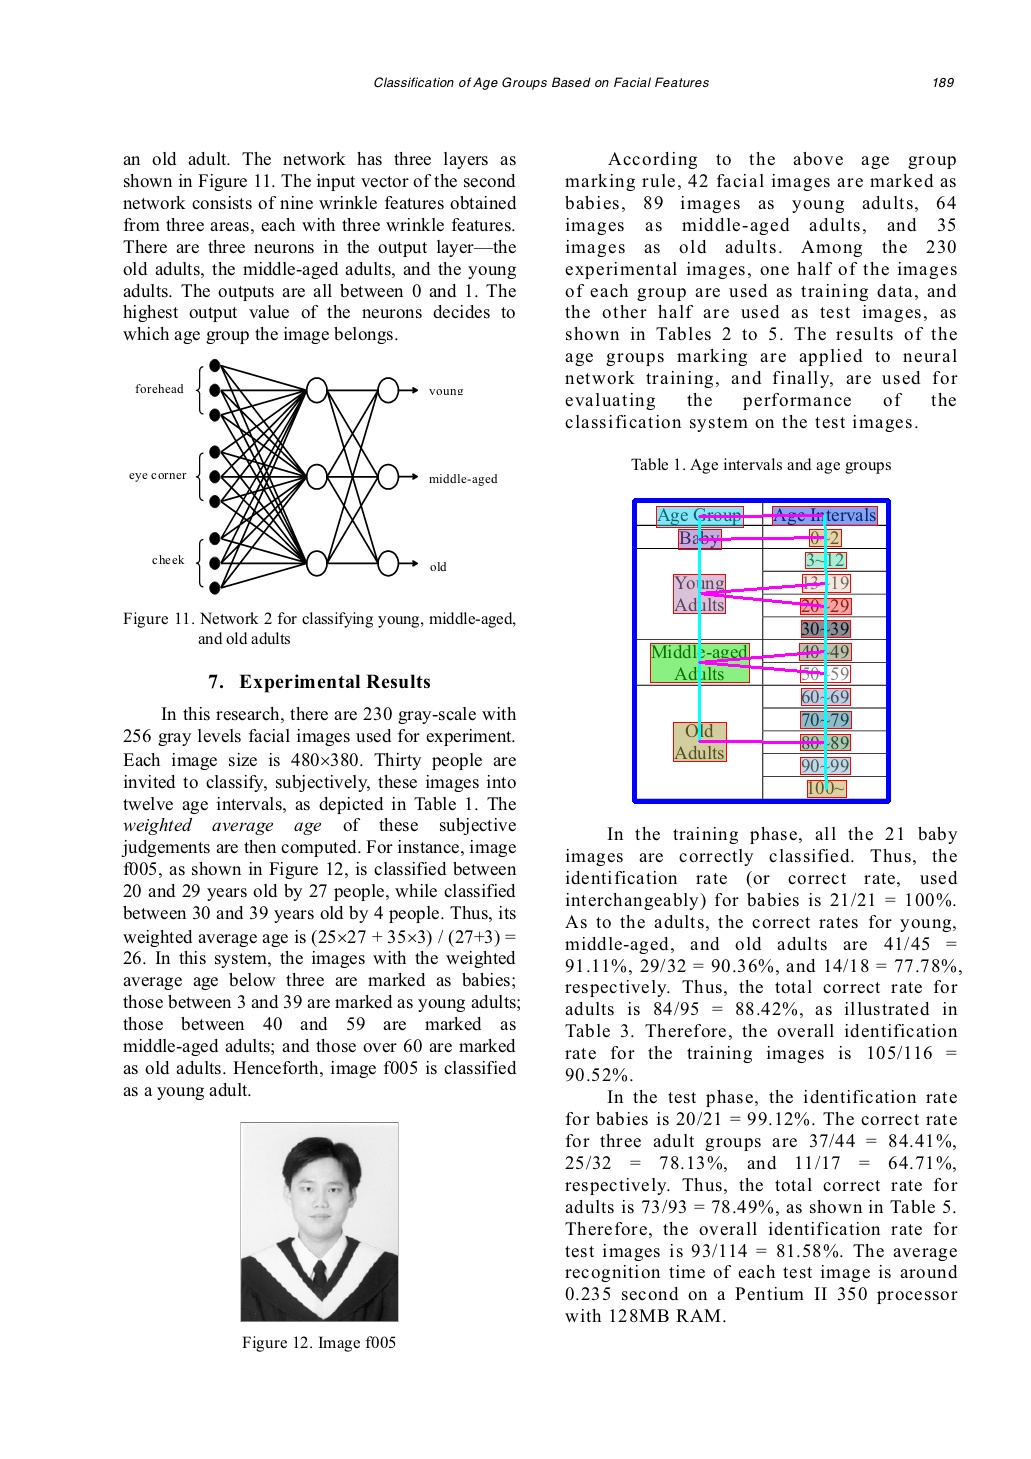 Classification of Age Groups Based on Facial Features 189
an old adult. The network has three layers as
shown in Figure 11. The input vector of the second
network consists of nine wrinkle features obtained
from three areas, each with three wrinkle features.
There are three neurons in the output layer—the
old adults, the middle-aged adults, and the young
adults. The outputs are all between 0 and 1. The
highest output value of the neurons decides to
which age group the image belongs.
forehead
young
eye corner
middle-aged
cheek
old
Figure 11. Network 2 for classifying young, middle-aged,
and old adults
7. Experimental Results
In this research, there are 230 gray-scale with
256 gray levels facial images used for experiment.
Each image size is 480×380. Thirty people are
invited to classify, subjectively, these images into
twelve age intervals, as depicted in Table 1. The
weighted average age of these subjective
judgements are then computed. For instance, image
f005, as shown in Figure 12, is classified between
20 and 29 years old by 27 people, while classified
between 30 and 39 years old by 4 people. Thus, its
weighted average age is (25×27 + 35×3) / (27+3) =
26. In this system, the images with the weighted
average age below three are marked as babies;
those between 3 and 39 are marked as young adults;
those between 40 and 59 are marked as
middle-aged adults; and those over 60 are marked
as old adults. Henceforth, image f005 is classified
as a young adult.
Figure 12. Image f005
According to the above age group
marking rule, 42 facial images are marked as
babies, 89 images as young adults, 64
images as middle-aged adults, and 35
images as old adults. Among the 230
experimental images, one half of the images
of each group are used as training data, and
the other half are used as test images, as
shown in Tables 2 to 5. The results of the
age groups marking are applied to neural
network training, and finally, are used for
evaluating the performance of the
classification system on the test images.
Table 1. Age intervals and age groups
Age Group Age Intervals
Baby 0~2
3~12
Young 13~19
Adults 20~29
30~39
Middle-aged 40~49
Adults 50~59
60~69
70~79
Old 80~89
Adults 90~99
100~
In the training phase, all the 21 baby
images are correctly classified. Thus, the
identification rate (or correct rate, used
interchangeably) for babies is 21/21 = 100%.
As to the adults, the correct rates for young,
middle-aged, and old adults are 41/45 =
91.11%, 29/32 = 90.36%, and 14/18 = 77.78%,
respectively. Thus, the total correct rate for
adults is 84/95 = 88.42%, as illustrated in
Table 3. Therefore, the overall identification
rate for the training images is 105/116 =
90.52%.
In the test phase, the identification rate
for babies is 20/21 = 99.12%. The correct rate
for three adult groups are 37/44 = 84.41%,
25/32 = 78.13%, and 11/17 = 64.71%,
respectively. Thus, the total correct rate for
adults is 73/93 = 78.49%, as shown in Table 5.
Therefore, the overall identification rate for
test images is 93/114 = 81.58%. The average
recognition time of each test image is around
0.235 second on a Pentium II 350 processor
with 128MB RAM.